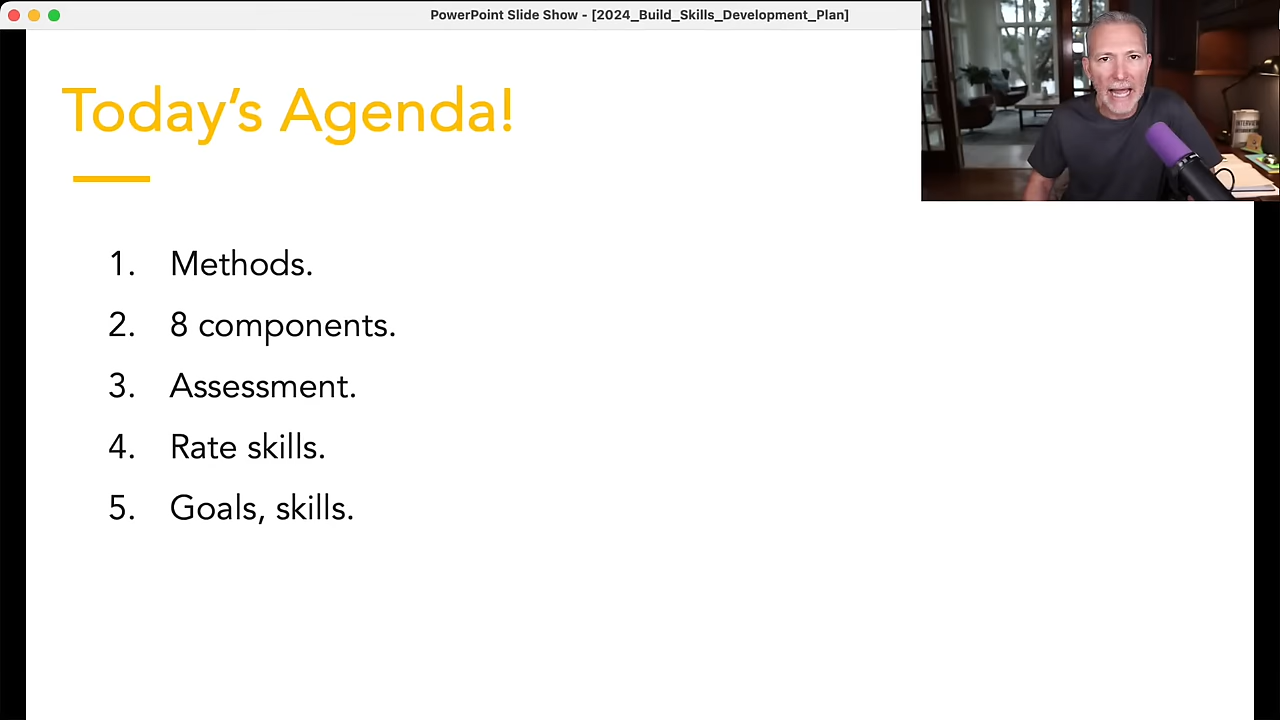 PowerPoint Slide Show - [2024_Build_Skills_Development_Plan]
Today's Agenda!
1. Methods.
2. 8 components.
3. Assessment.
4. Rate skills.
5. Goals, skills.
INTERVIEW